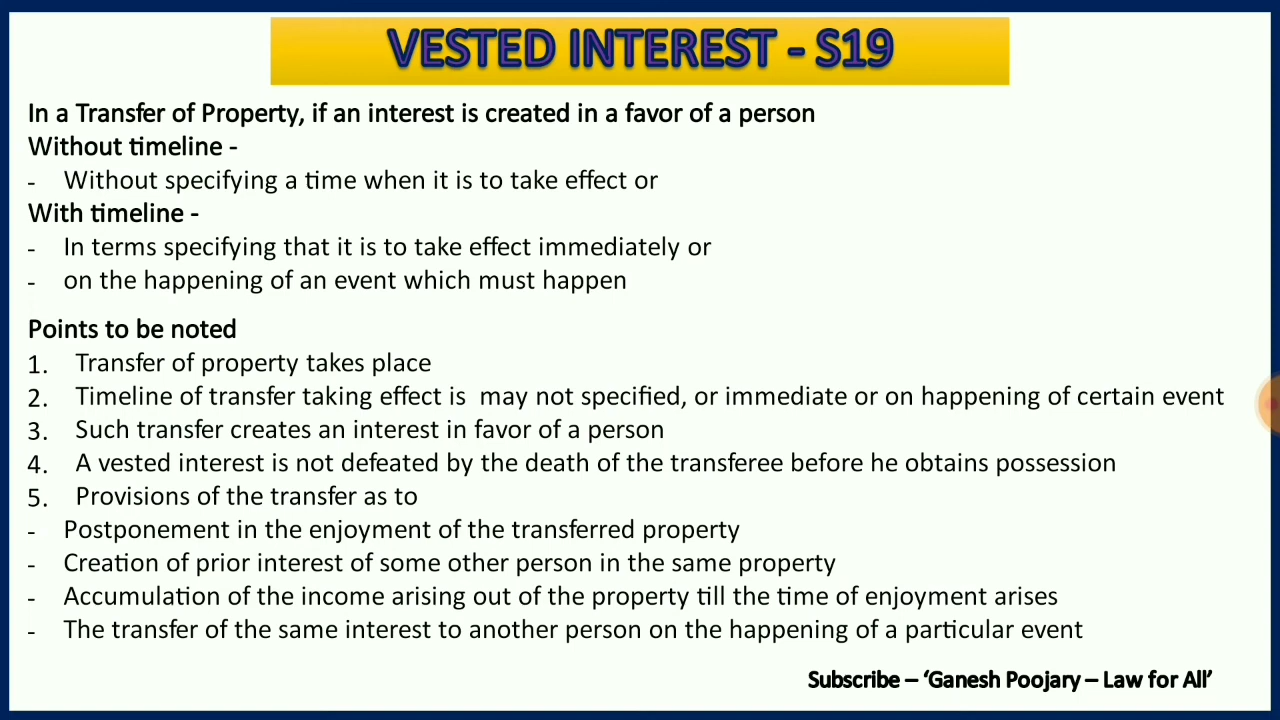 VESTED INTEREST - S19
In a Transfer of Property, if an interest is created in a favor of a person
Without timeline -
- Without specifying a time when it is to take effect or
With timeline -
- In terms specifying that it is to take effect immediately or
- on the happening of an event which must happen
Points to be noted
1. Transfer of property takes place
2. Timeline of transfer taking effect is may not specified, or immediate or on happening of certain event
3. Such transfer creates an interest in favor of a person
4. A vested interest is not defeated by the death of the transferee before he obtains possession
5. Provisions of the transfer as to
- Postponement in the enjoyment of the transferred property
- Creation of prior interest of some other person in the same property
- Accumulation of the income arising out of the property till the time of enjoyment arises
- The transfer of the same interest to another person on the happening of a particular event
Subscribe – ‘Ganesh Poojary – Law for All’